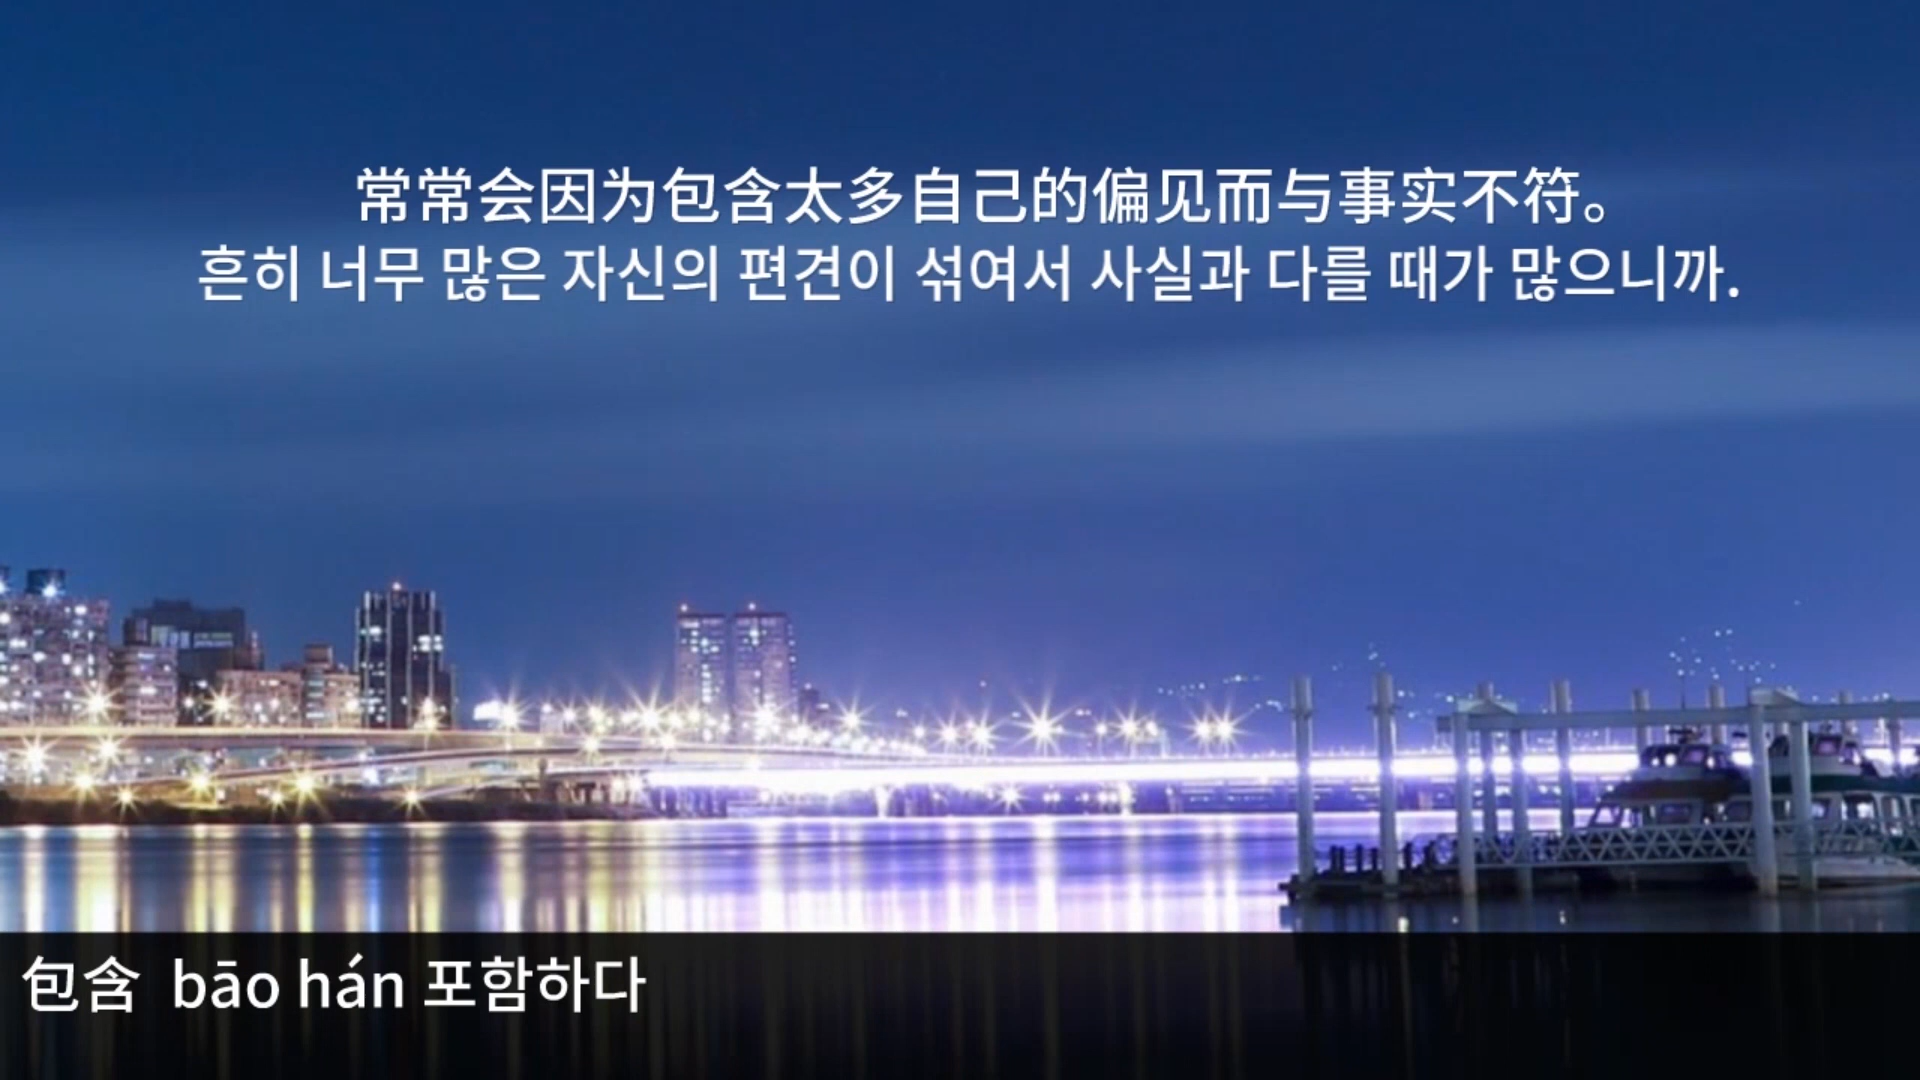 常常会因为包含太多自己的偏见而与事实不符。
흔히 너무 많은 자신의 편견이 섞여서 사실과 다를 때가 많으니까.
包含 bāo hán 포함하다